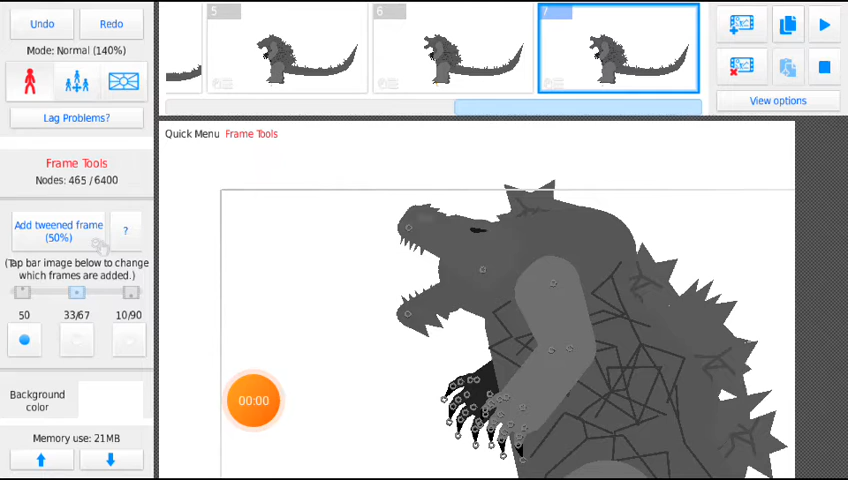 Undo
Redo
Mode: Normal (140%)
Lag Problems?
Frame Tools
Nodes: 465 /6400
Add tweened frame
(50%)
?
(Tap bar image below to change
which frames are added.)
50
33/67
10/90
Background
color
Memory use: 21MB
5
6
7
View options
Quick Menu
Frame Tools
00:00